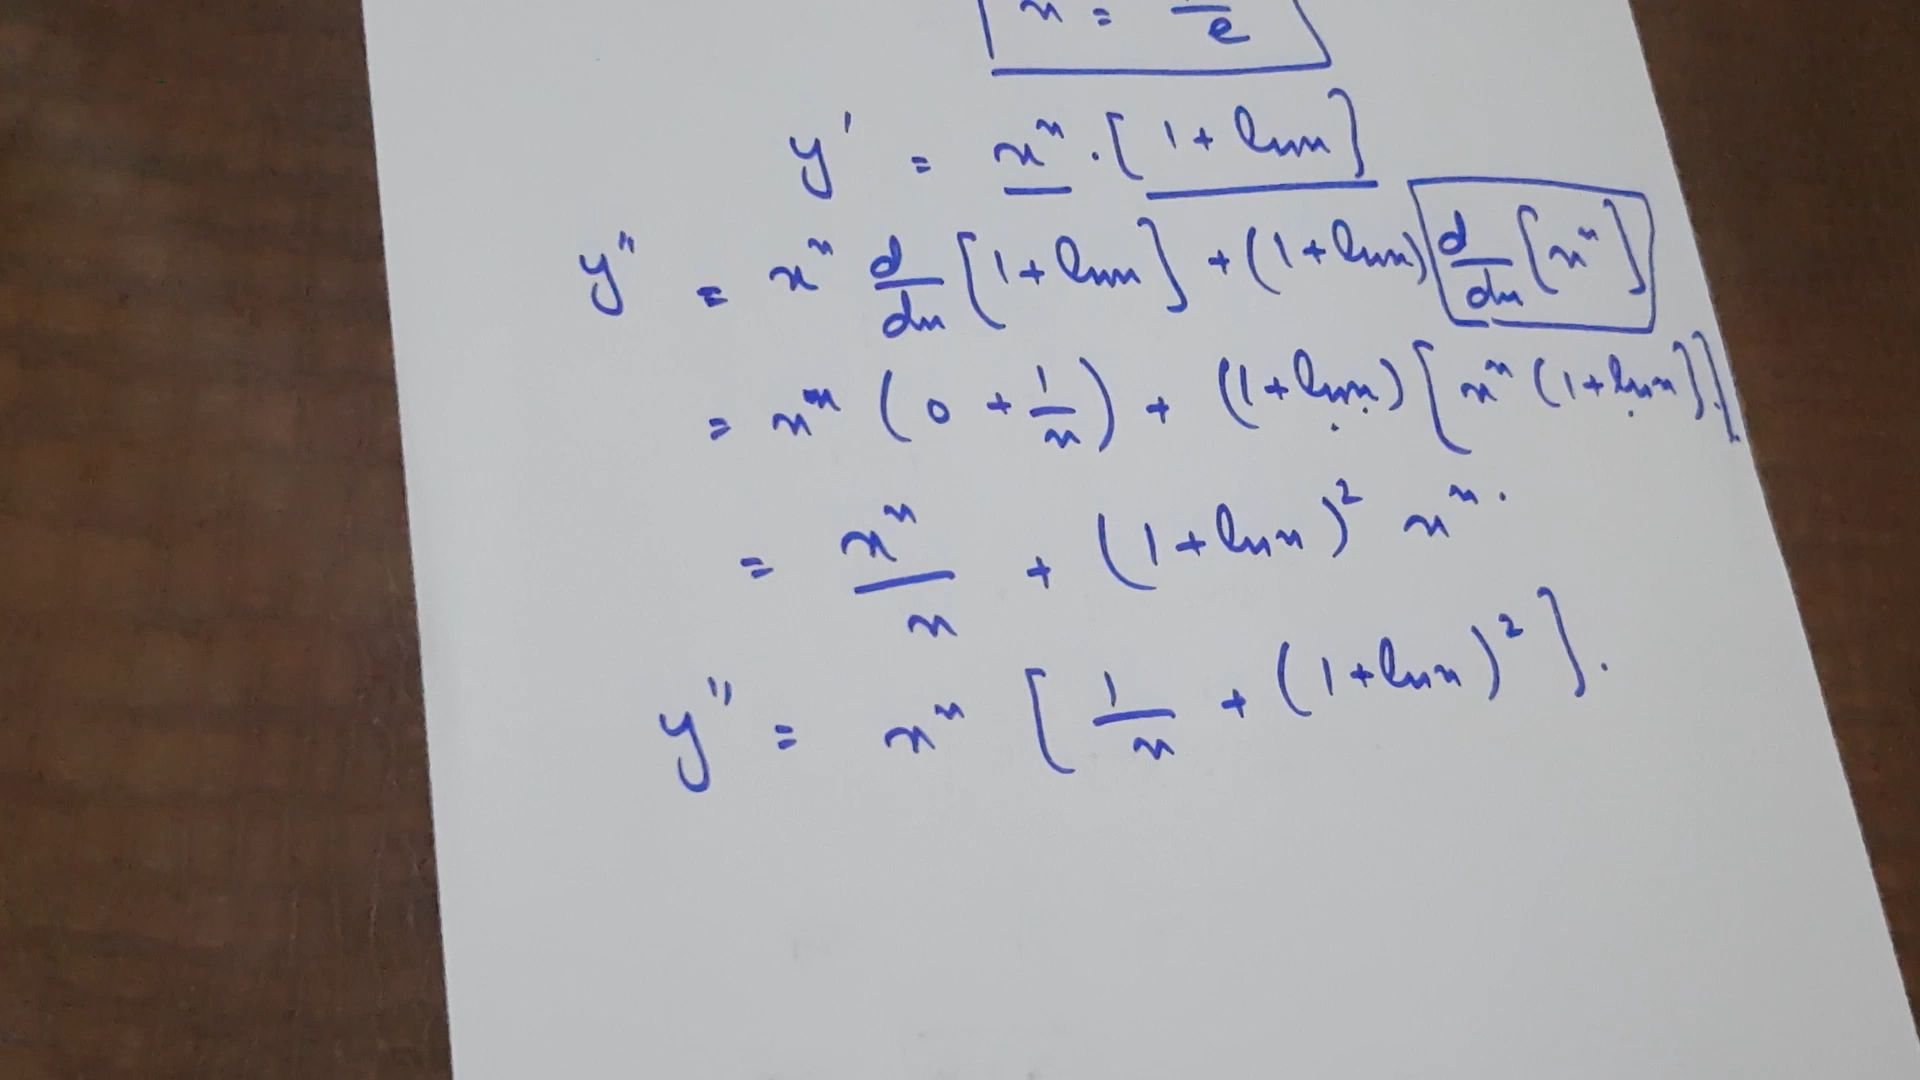 x = 1/e
y' = x^x . [1 + ln x]
y'' = x^x d/dx [1 + ln x] + (1 + ln x) d/dx [x^x]
= x^x (0 + 1/x) + (1 + ln x) [x^x (1 + ln x)].
= x^x/x + (1 + ln x)^2 x^x.
y'' = x^x [1/x + (1 + ln x)^2].